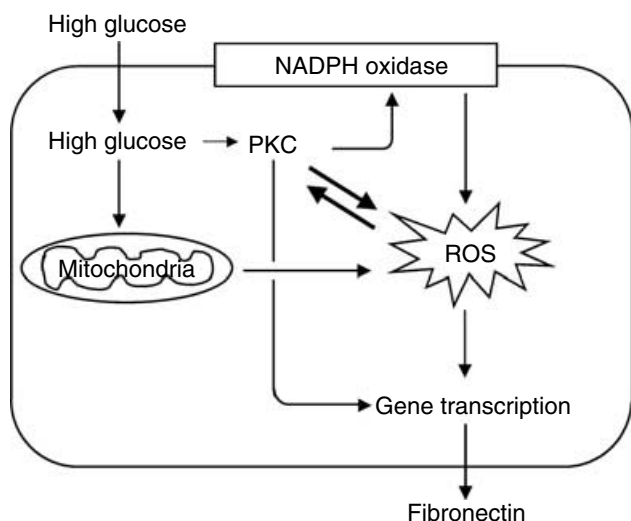 High glucose
NADPH oxidase
High glucose
PKC
Mitochondria
ROS
Gene transcription
Fibronectin